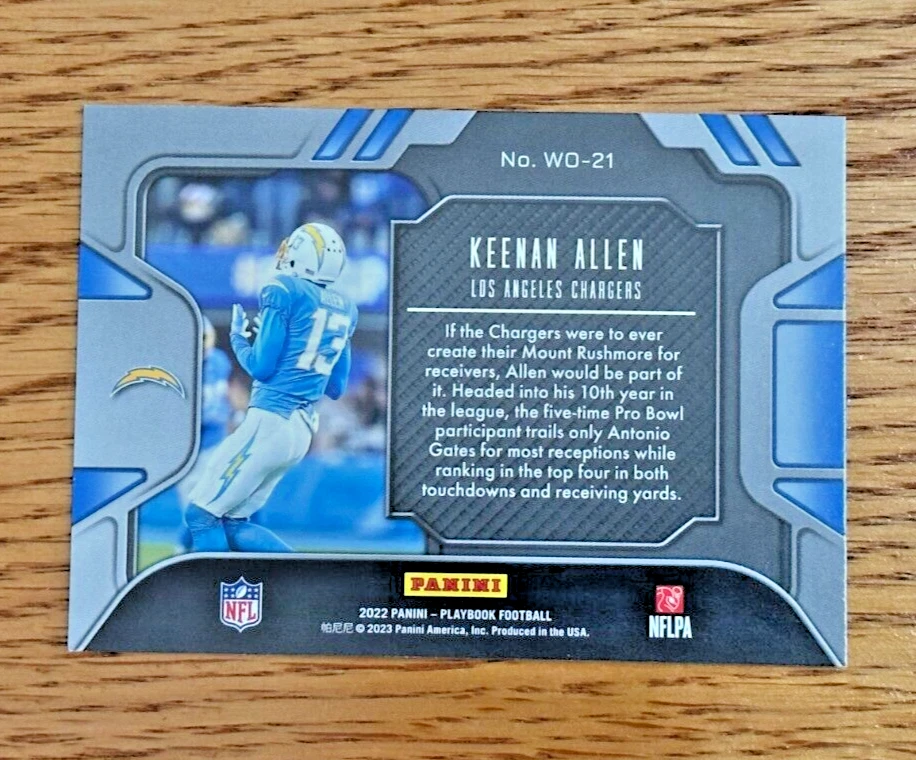 No. WO-21
KEENAN ALLEN
LOS ANGELES CHARGERS
If the Chargers were to ever
create their Mount Rushmore for
receivers, Allen would be part of
it. Headed into his 10th year in
the league, the five-time Pro Bowl
participant trails only Antonio
Gates for most receptions while
ranking in the top four in both
touchdowns and receiving yards.
ALLEN
13
PANINI
NFL
2022 PANINI – PLAYBOOK FOOTBALL
帕尼尼 © 2023 Panini America, Inc. Produced in the USA.
NFLPA